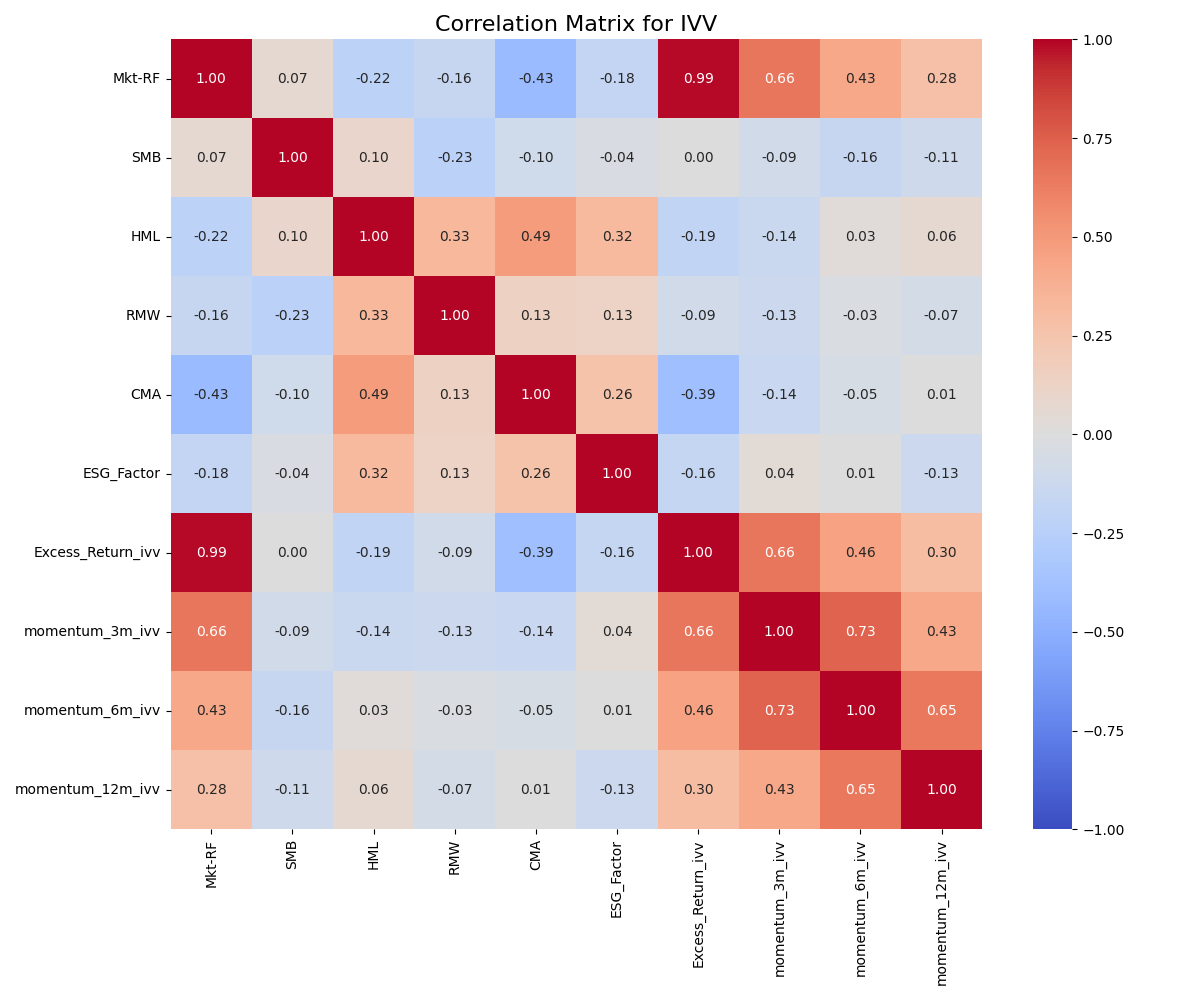 Correlation Matrix for IVV
Mkt-RF 1.00 0.07 -0.22 -0.16 -0.43 -0.18 0.99 0.66 0.43 0.28
SMB 0.07 1.00 0.10 -0.23 -0.10 -0.04 0.00 -0.09 -0.16 -0.11
HML -0.22 0.10 1.00 0.33 0.49 0.32 -0.19 -0.14 0.03 0.06
RMW -0.16 -0.23 0.33 1.00 0.13 0.13 -0.09 -0.13 -0.03 -0.07
CMA -0.43 -0.10 0.49 0.13 1.00 0.26 -0.39 -0.14 -0.05 0.01
ESG_Factor -0.18 -0.04 0.32 0.13 0.26 1.00 -0.16 0.04 0.01 -0.13
Excess_Return_ivv 0.99 0.00 -0.19 -0.09 -0.39 -0.16 1.00 0.66 0.46 0.30
momentum_3m_ivv 0.66 -0.09 -0.14 -0.13 -0.14 0.04 0.66 1.00 0.73 0.43
momentum_6m_ivv 0.43 -0.16 0.03 -0.03 -0.05 0.01 0.46 0.73 1.00 0.65
momentum_12m_ivv 0.28 -0.11 0.06 -0.07 0.01 -0.13 0.30 0.43 0.65 1.00
Mkt-RF
SMB
HML
RMW
CMA
ESG_Factor
Excess_Return_ivv
momentum_3m_ivv
momentum_6m_ivv
momentum_12m_ivv
1.00
0.75
0.50
0.25
0.00
−0.25
−0.50
−0.75
−1.00